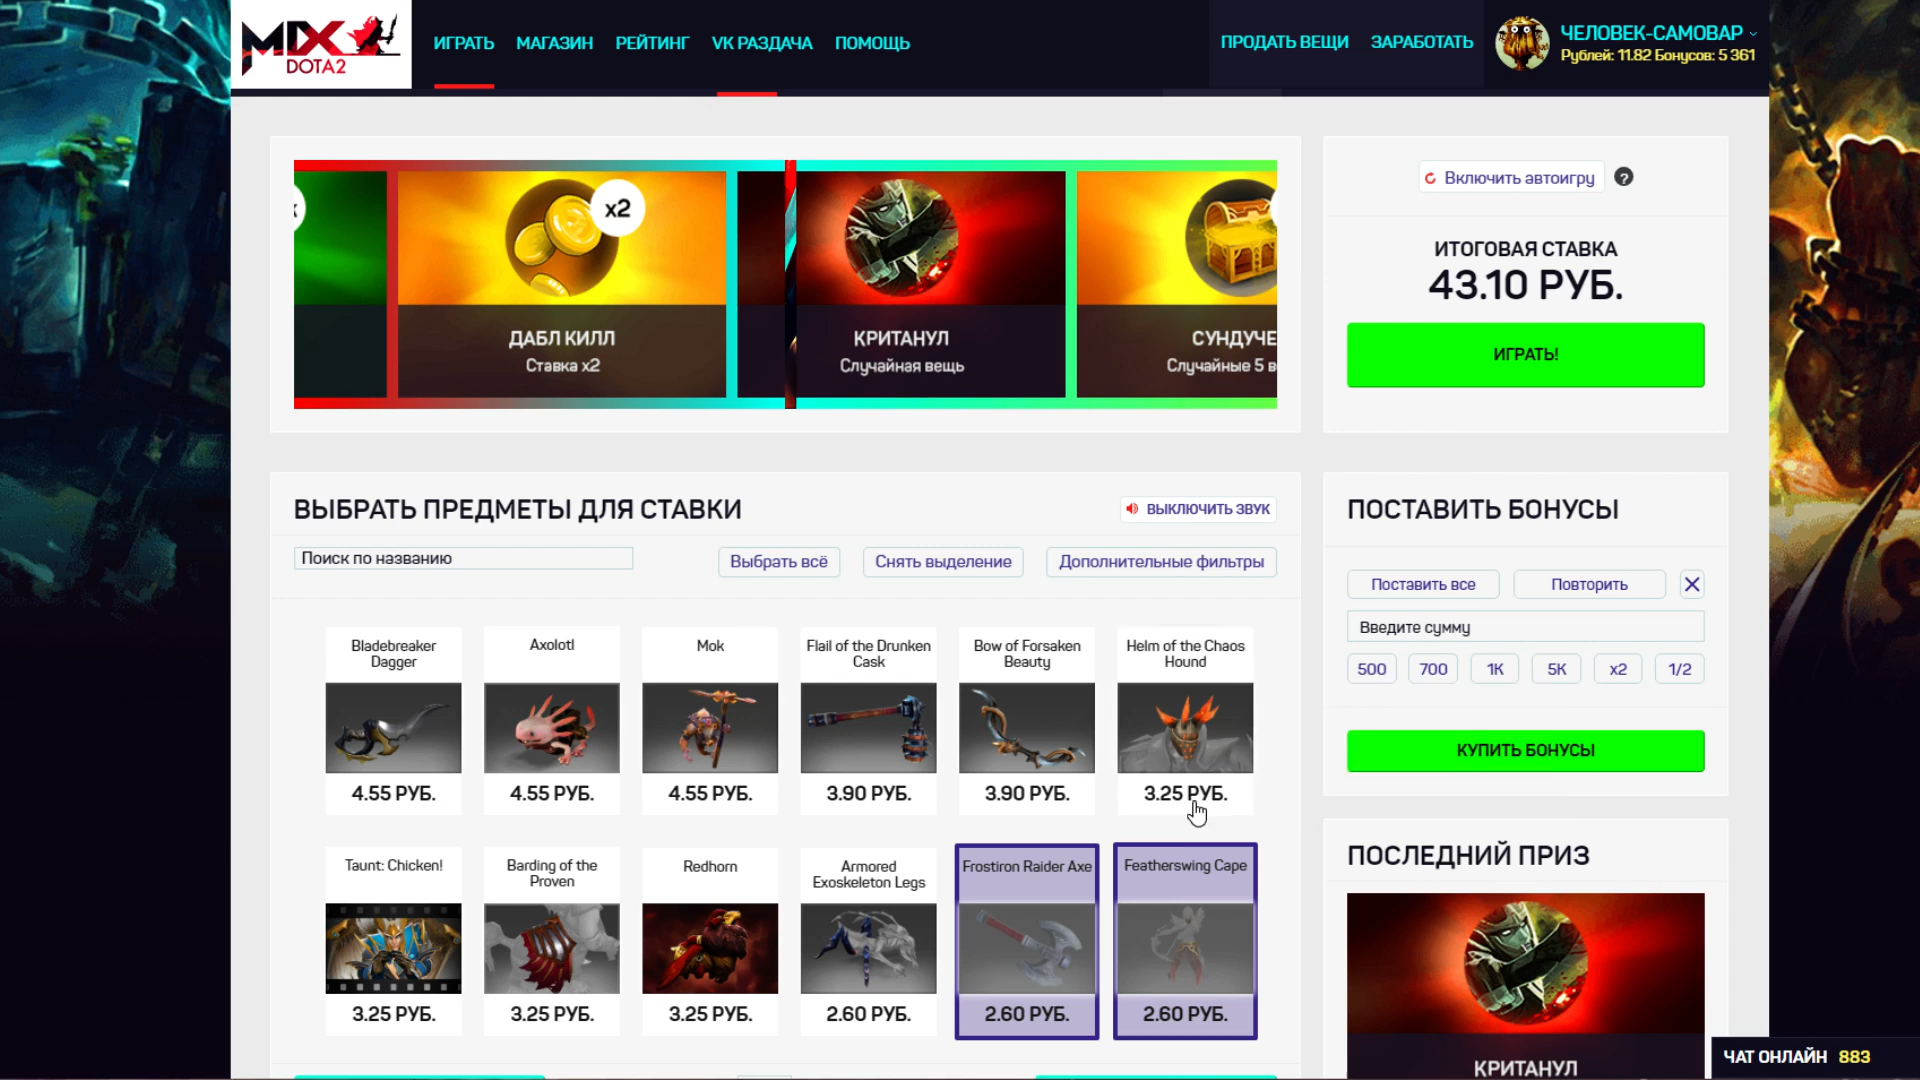 MIX
DOTA2
ИГРАТЬ МАГАЗИН РЕЙТИНГ VK РАЗДАЧА ПОМОЩЬ
ПРОДАТЬ ВЕЩИ ЗАРАБОТАТЬ
ЧЕЛОВЕК-САМОВАР
Рублей: 11.82 Бонусов: 5 361
x2
ДАБЛ КИЛЛ
Ставка x2
КРИТАНУЛ
Случайная вещь
СУНДУЧЕ
Случайные 5 в
Включить автоигру ?
ИТОГОВАЯ СТАВКА
43.10 РУБ.
ИГРАТЬ!
ВЫБРАТЬ ПРЕДМЕТЫ ДЛЯ СТАВКИ
ВЫКЛЮЧИТЬ ЗВУК
Поиск по названию
Выбрать всё
Снять выделение
Дополнительные фильтры
Bladebreaker Dagger
4.55 РУБ.
Axolotl
4.55 РУБ.
Mok
4.55 РУБ.
Flail of the Drunken Cask
3.90 РУБ.
Bow of Forsaken Beauty
3.90 РУБ.
Helm of the Chaos Hound
3.25 РУБ.
Taunt: Chicken!
3.25 РУБ.
Barding of the Proven
3.25 РУБ.
Redhorn
3.25 РУБ.
Armored Exoskeleton Legs
2.60 РУБ.
Frostiron Raider Axe
2.60 РУБ.
Featherswing Cape
2.60 РУБ.
ПОСТАВИТЬ БОНУСЫ
Поставить все
Повторить
Введите сумму
500 700 1K 5K x2 1/2
КУПИТЬ БОНУСЫ
ПОСЛЕДНИЙ ПРИЗ
КРИТАНУЛ
ЧАТ ОНЛАЙН 883